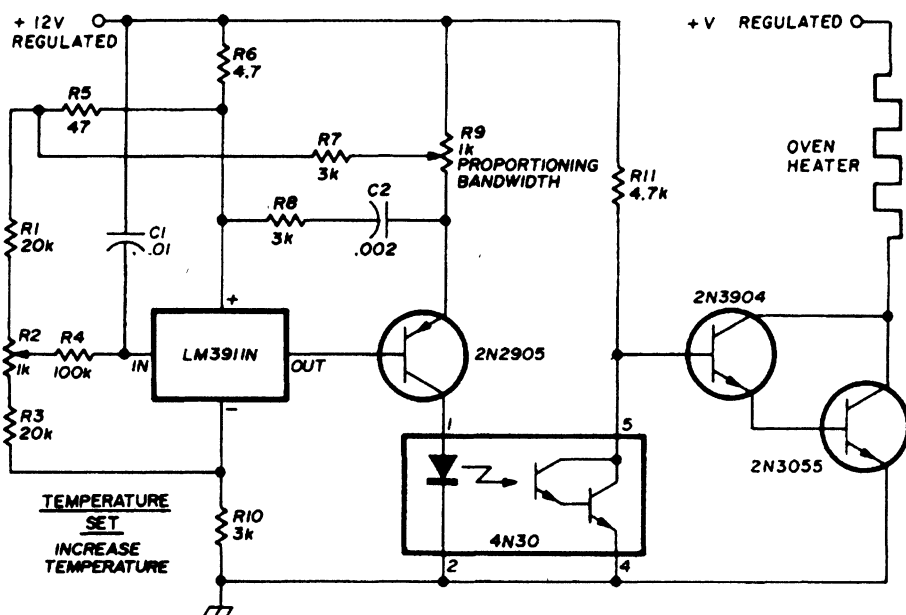 + 12V
REGULATED
+V REGULATED
R6
4.7
R5
47
R9
1k
PROPORTIONING
BANDWIDTH
R7
3k
OVEN
HEATER
R11
4.7k
C2
.002
R8
3k
R1
20k
C1
.01
+
2N3904
R2
1k
R4
100k
IN
LM3911N
OUT
2N2905
-
R3
20k
1
5
2N3055
TEMPERATURE
SET
INCREASE
TEMPERATURE
R10
3k
4N30
2
4